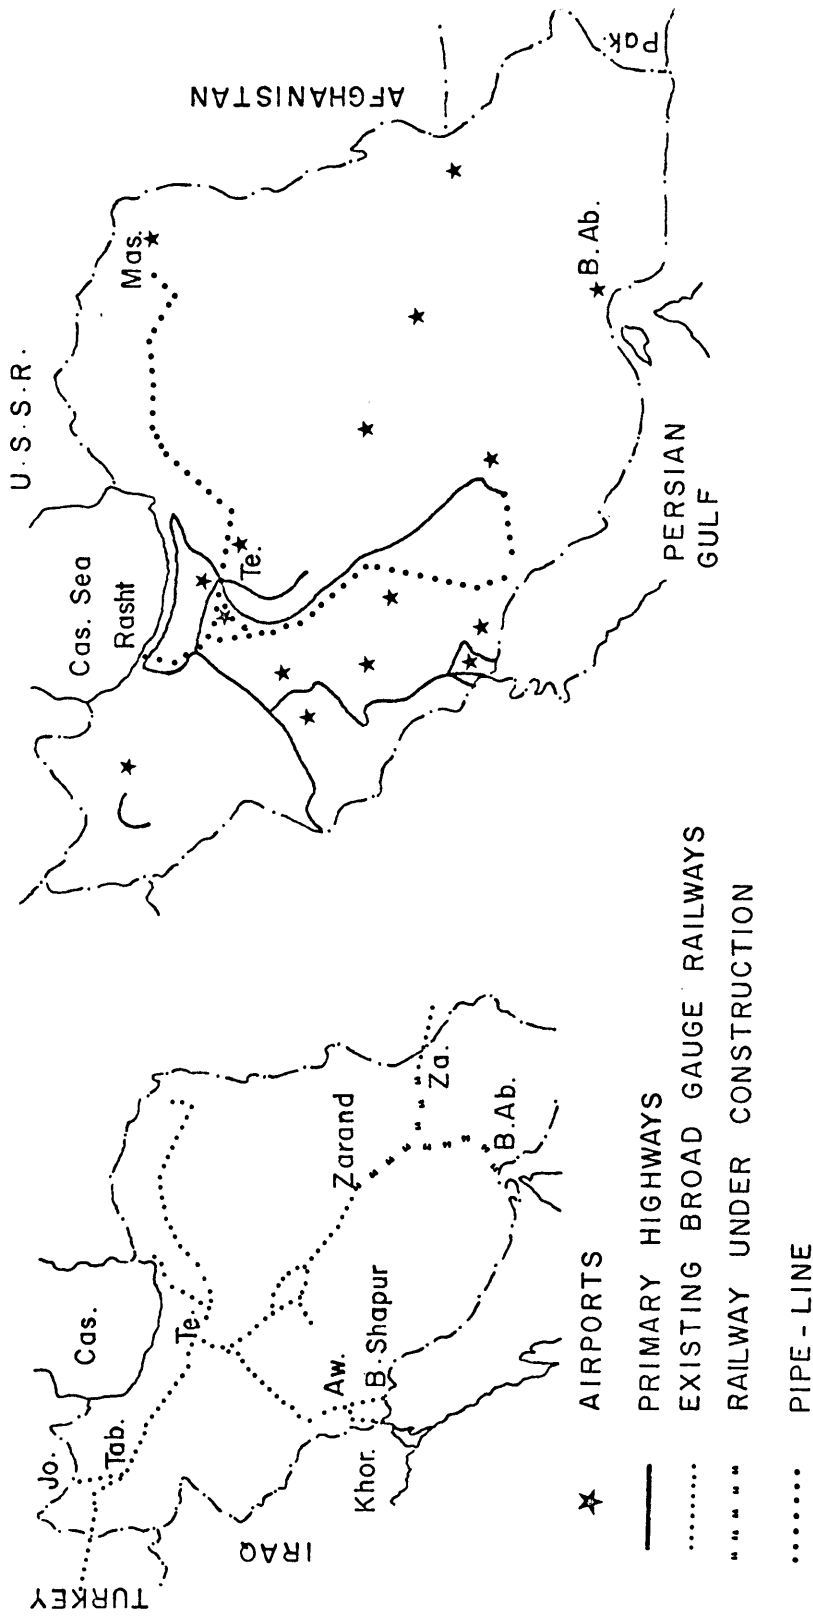 U.S.S.R.
Cas. Sea
Rasht
Mas.
AFGHANISTAN
Te.
B. Ab.
Pak.
PERSIAN
GULF
Jo.
Tab.
Cas.
Te.
TURKEY
IRAQ
Zarand
Za.
Aw.
B. Shapur
Khor.
B. Ab.
AIRPORTS
PRIMARY HIGHWAYS
EXISTING BROAD GAUGE RAILWAYS
RAILWAY UNDER CONSTRUCTION
PIPE-LINE